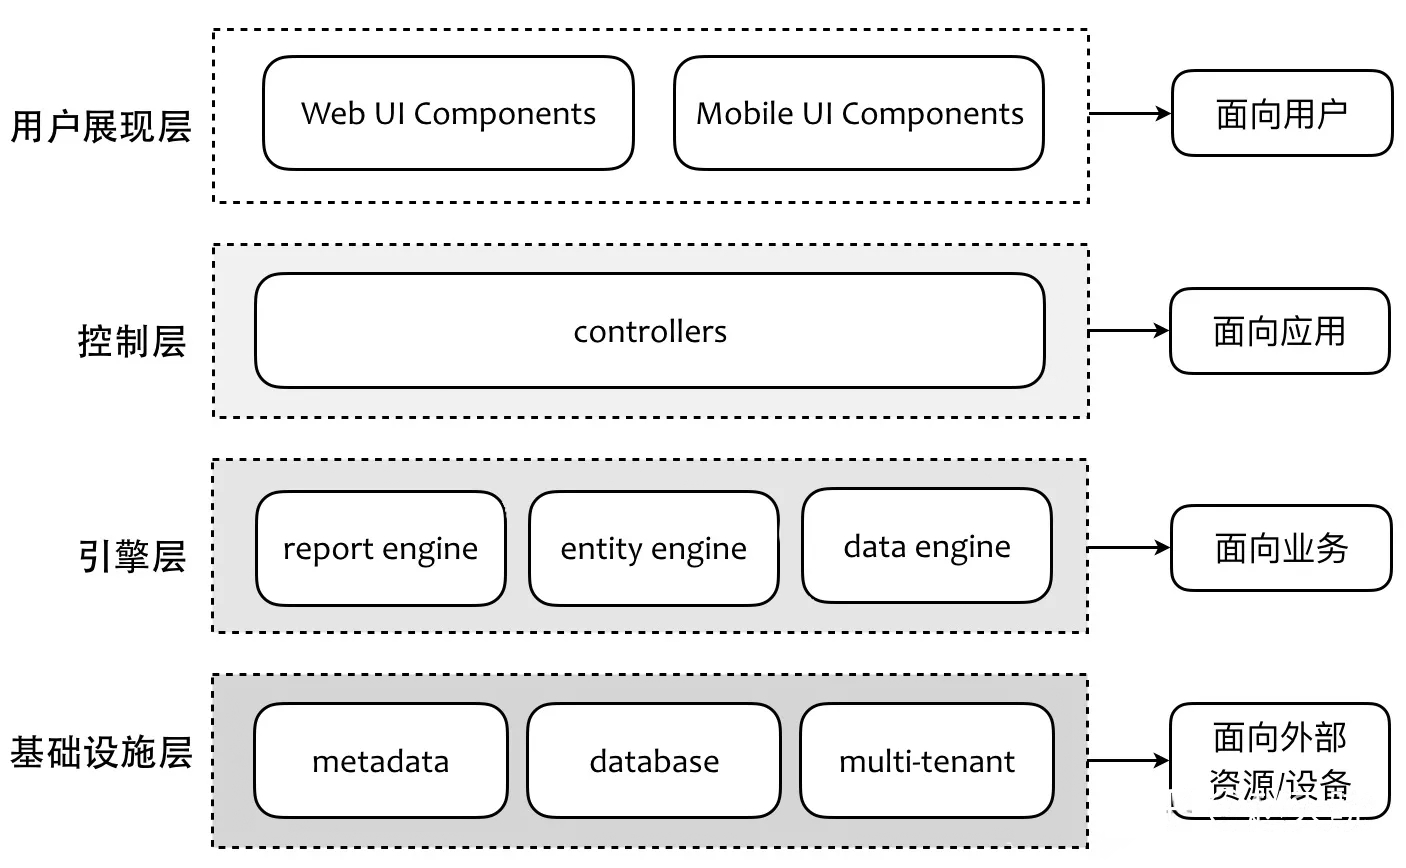 用户展现层
Web UI Components
Mobile UI Components
面向用户
控制层
controllers
面向应用
引擎层
report engine
entity engine
data engine
面向业务
基础设施层
metadata
database
multi-tenant
面向外部
资源/设备